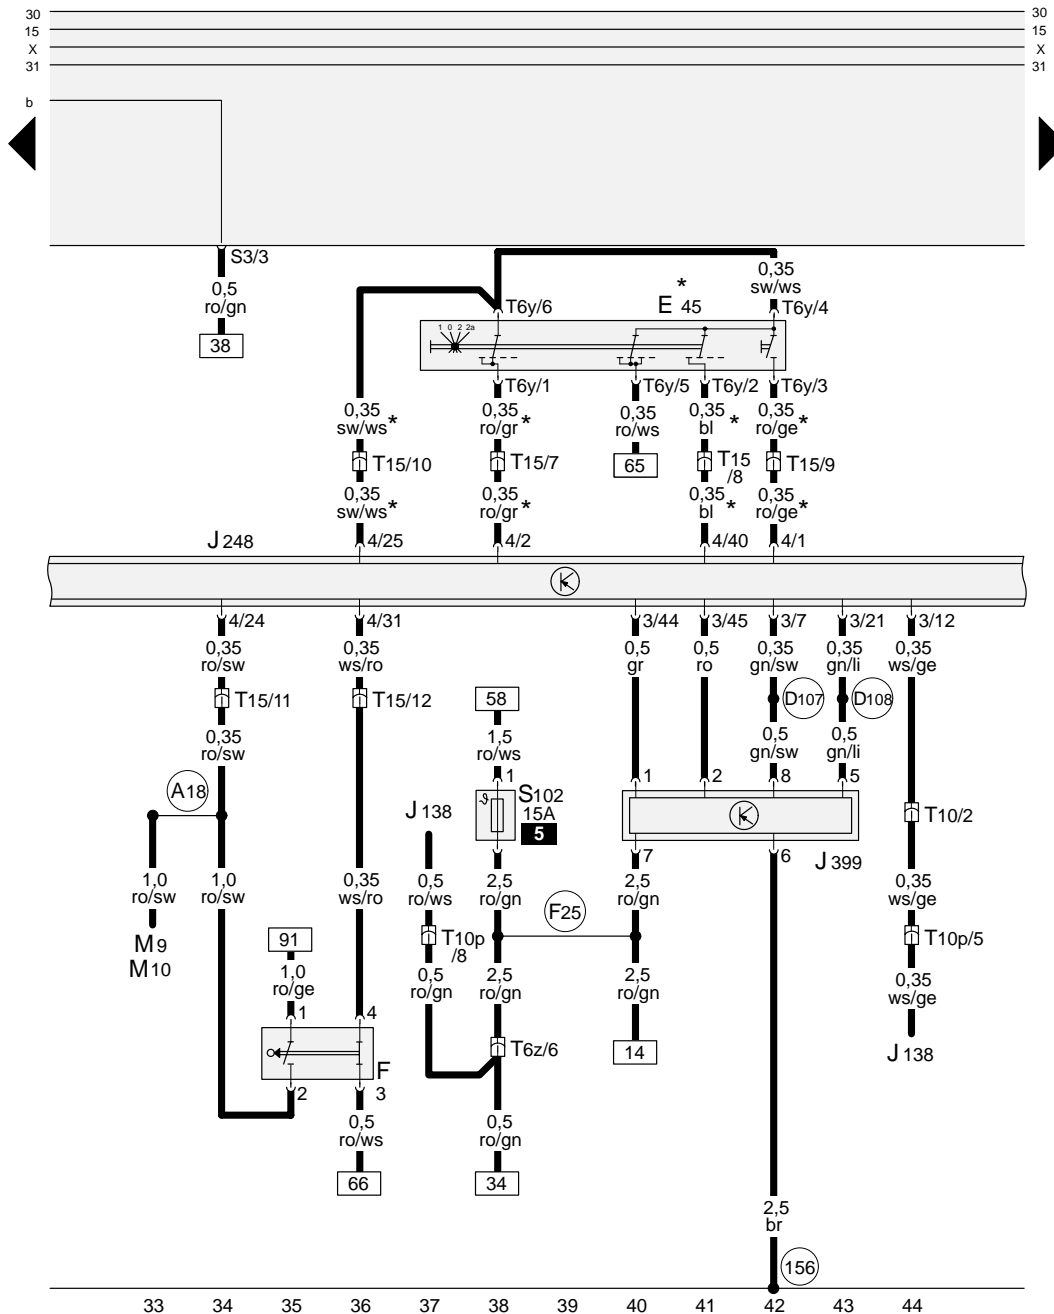 30 30
15 15
X X
31 31
b
S3/3
0,5
ro/gn
38
0,35
sw/ws
*
T6y/6
E 45
T6y/4
1 0 2 2a
T6y/1
T6y/5
T6y/2
T6y/3
0,35 0,35 0,35 0,35 0,35
sw/ws* ro/gr* ro/ws bl * ro/ge*
T15/10
T15/7
65
T15
/8
T15/9
0,35 0,35 0,35 0,35
sw/ws* ro/gr* bl * ro/ge*
J 248
4/25
4/2
4/40
4/1
4/24
4/31
3/44
3/45
3/7
3/21
3/12
0,35 0,35 0,5 0,5 0,35 0,35 0,35
ro/sw ws/ro gr ro gn/sw gn/li ws/ge
T15/11
T15/12
58
D107
D108
0,35 1,5 0,5 0,5
ro/sw ro/ws gn/sw gn/li
A18
1
S102
15A
5
1
2
8
5
J 138
T10/2
7
6
J 399
1,0 1,0 0,35 0,5 2,5 2,5 0,35
ro/sw ro/sw ws/ro ro/ws ro/gn ro/gn ws/ge
F25
M 9
M 10
91
T10p
/8
T10p/5
1,0 0,5 2,5 2,5 0,35
ro/ge ro/gn ro/gn ro/gn ws/ge
1
4
T6z/6
14
J 138
F
2
3
0,5 0,5
ro/ws ro/gn
66
34
2,5
br
156
33 34 35 36 37 38 39 40 41 42 43 44